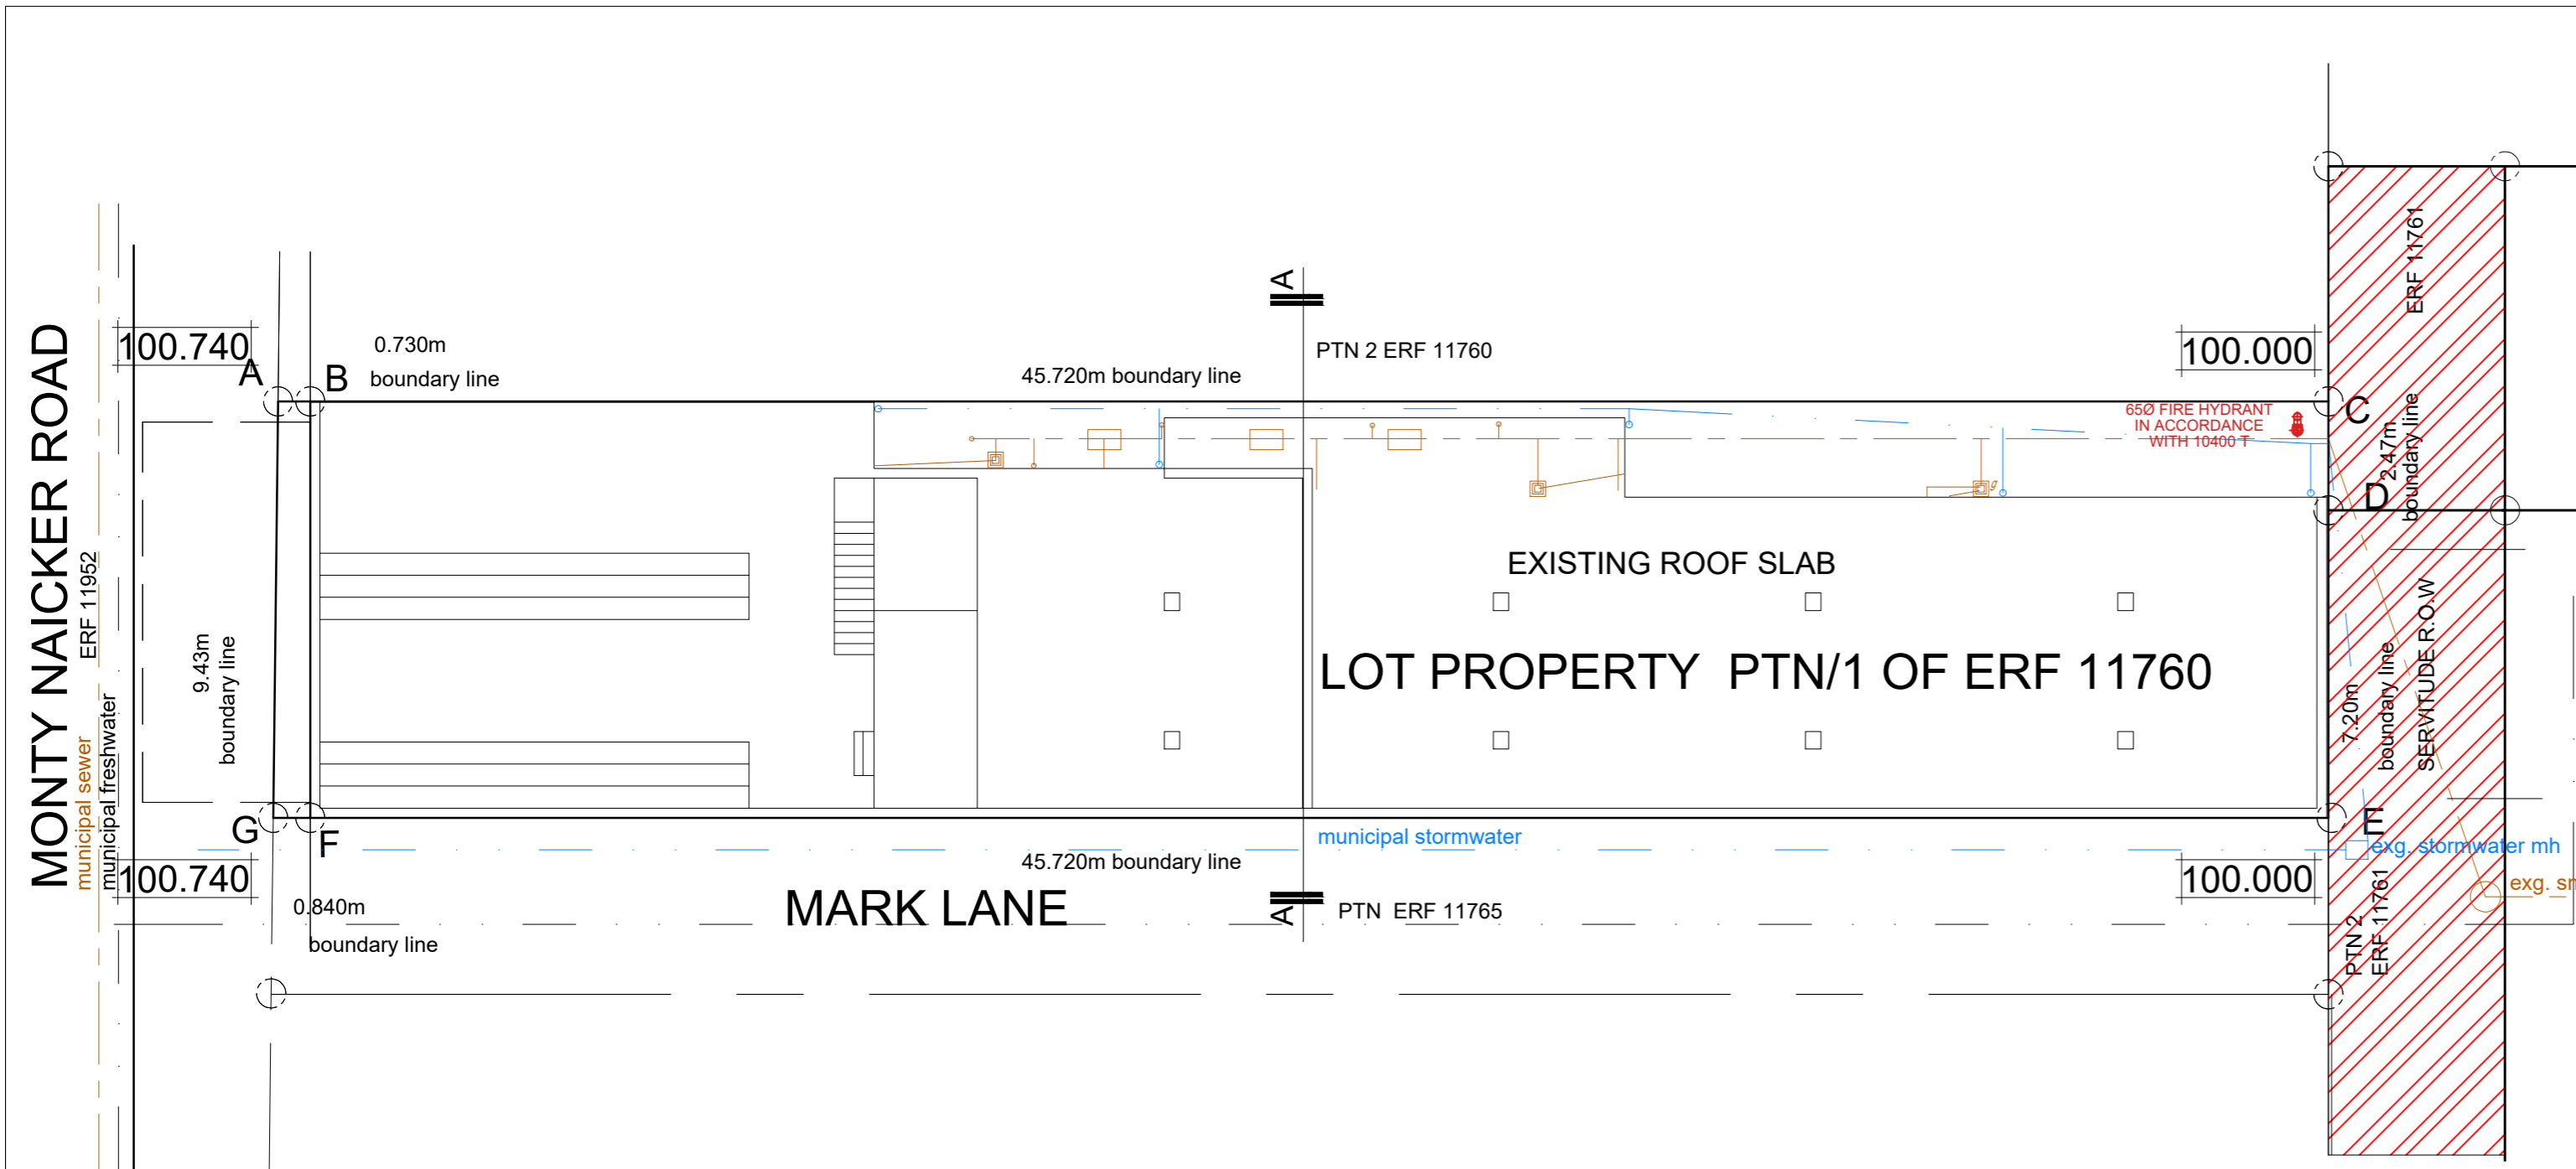 MONTY NAICKER ROAD
ERF 11952
municipal sewer
municipal freshwater
100.740
A
B
0.730m
boundary line
45.720m boundary line
A
PTN 2 ERF 11760
100.000
65Ø FIRE HYDRANT
IN ACCORDANCE
WITH 10400 T
C
ERF 11761
2.47m
boundary line
D
9.43m
boundary line
EXISTING ROOF SLAB
LOT PROPERTY PTN/1 OF ERF 11760
7.20m
boundary line
SERVITUDE R.O.W
G
F
E
municipal stormwater
exg. stormwater mh
45.720m boundary line
100.740
100.000
0.840m
boundary line
MARK LANE
A
PTN ERF 11765
PTN 2
ERF 11761
exg.